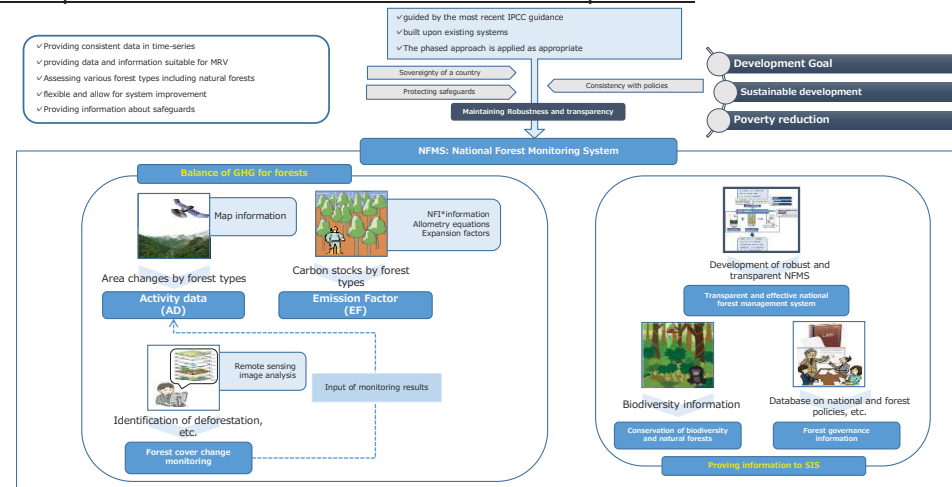 ✓Providing consistent data in time-series
✓providing data and information suitable for MRV
✓Assessing various forest types including natural forests
✓flexible and allow for system improvement
✓Providing information about safeguards
✓guided by the most recent IPCC guidance
✓built upon existing systems
✓The phased approach is applied as appropriate
Sovereignty of a country
Protecting safeguards
Consistency with policies
Maintaining Robustness and transparency
Development Goal
Sustainable development
Poverty reduction
NFMS: National Forest Monitoring System
Balance of GHG for forests
Map information
NFI*information
Allometry equations
Expansion factors
Area changes by forest types
Carbon stocks by forest
types
Activity data
(AD)
Emission Factor
(EF)
Remote sensing
image analysis
Input of monitoring results
Identification of deforestation,
etc.
Forest cover change
monitoring
Development of robust and
transparent NFMS
Transparent and effective national
forest management system
Biodiversity information
Database on national and forest
policies, etc.
Conservation of biodiversity
and natural forests
Forest governance
information
Proving information to SIS